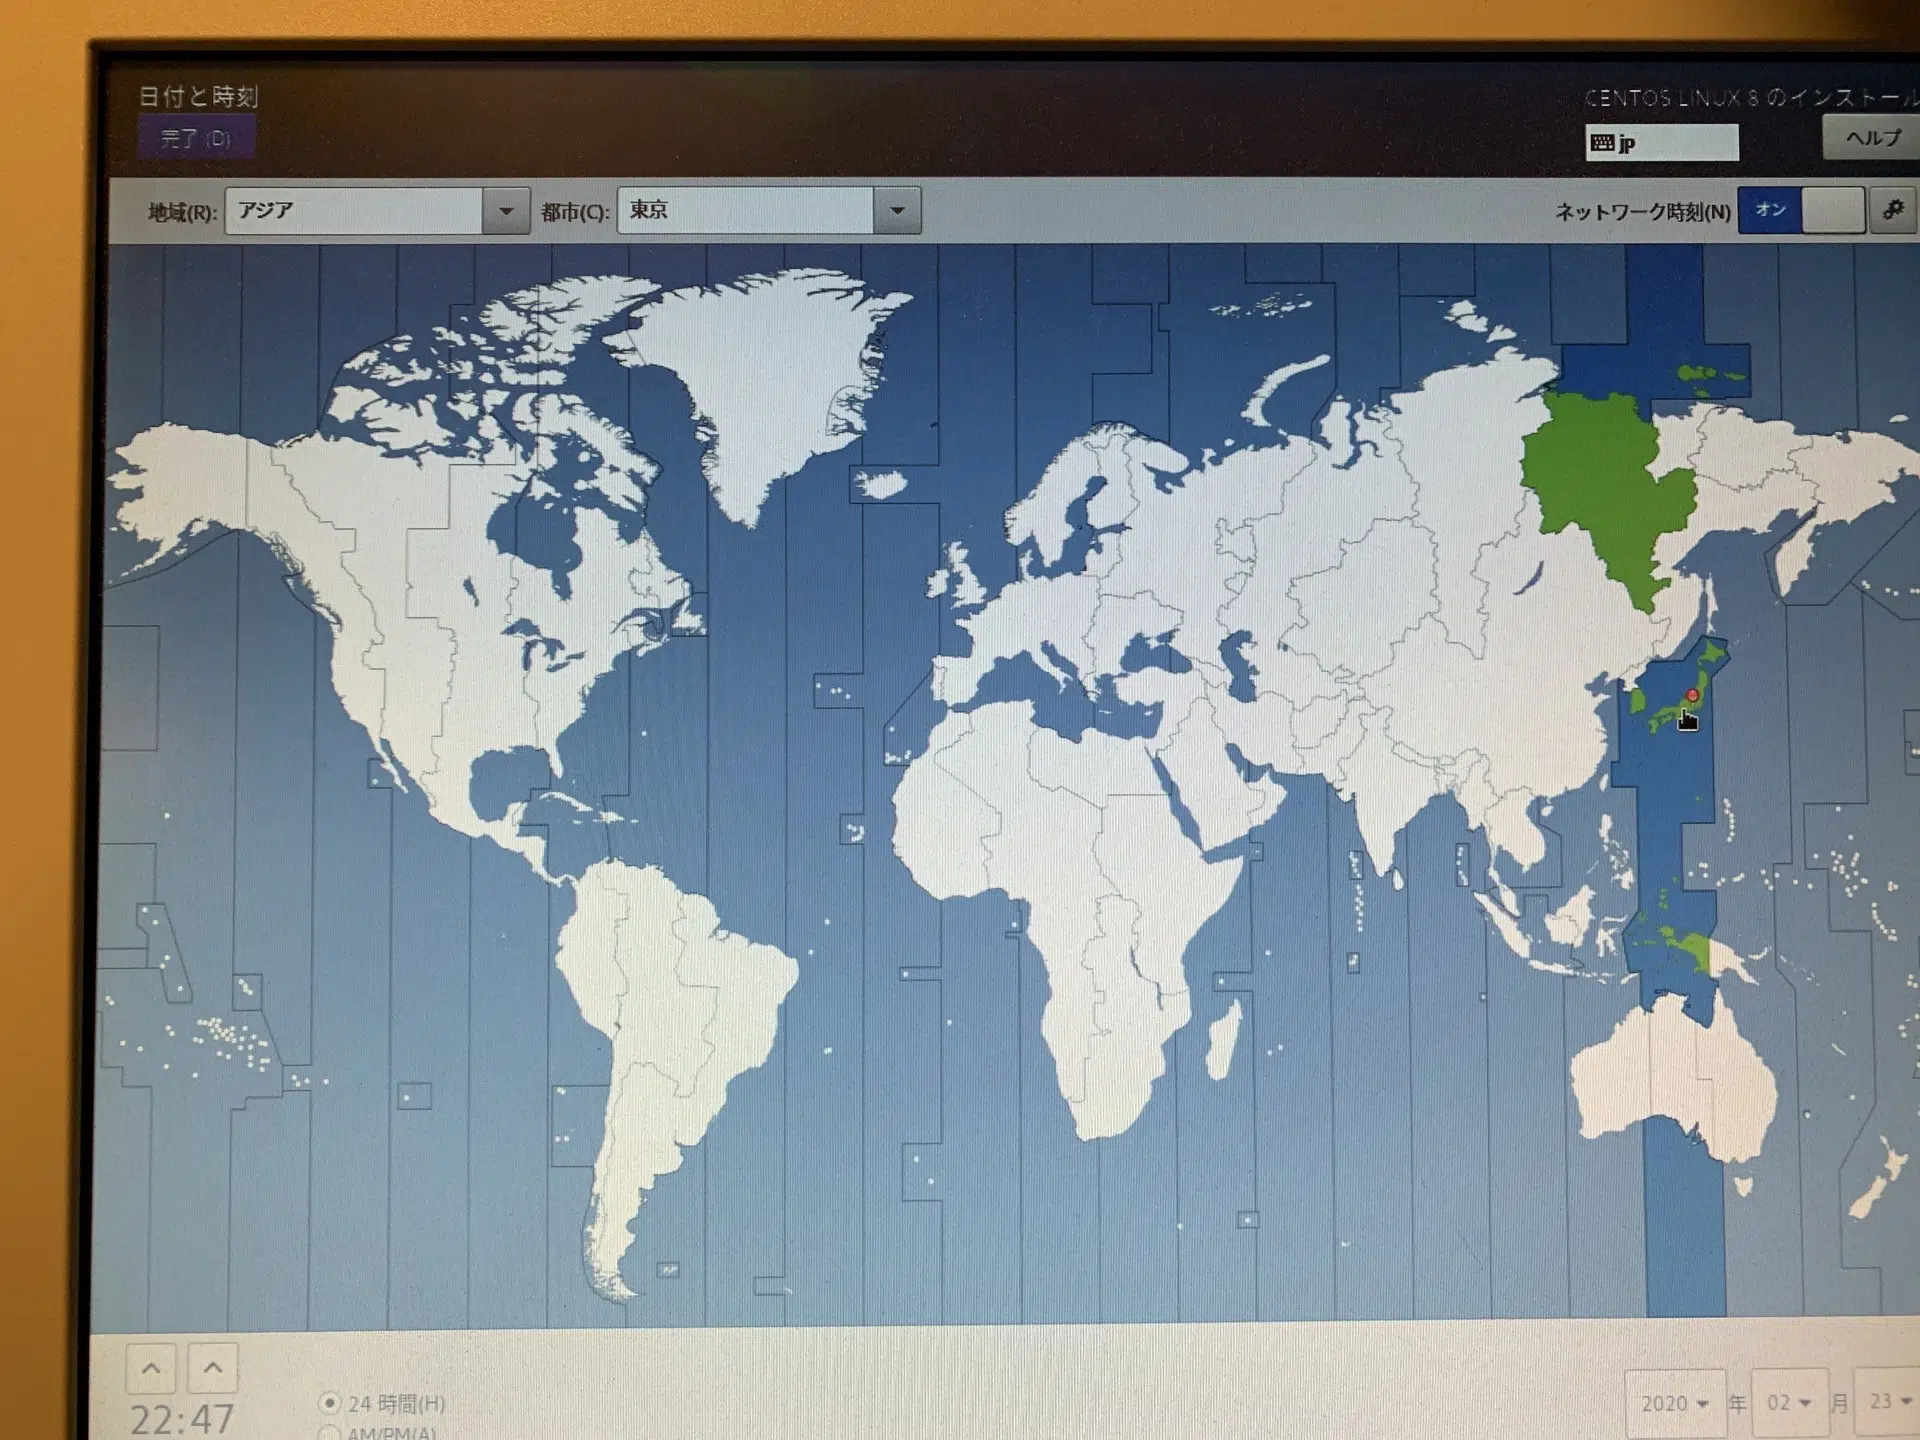 日付と時刻
CENTOS LINUX 8 のインストール
完了 (D)
jp
ヘルプ
地域(R):
アジア
都市(C):
東京
ネットワーク時刻(N)
オン
22:47
24 時間(H)
AM/PM(A)
2020 年 02 月 23